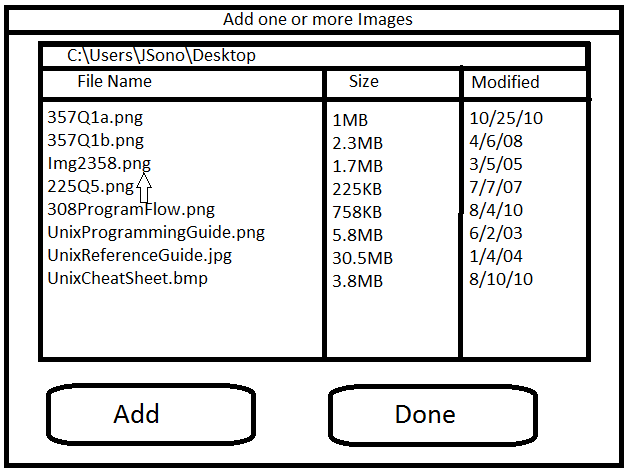 Add one or more Images
C:\Users\JSono\Desktop
File Name Size Modified
357Q1a.png 1MB 10/25/10
357Q1b.png 2.3MB 4/6/08
Img2358.png 1.7MB 3/5/05
225Q5.png 225KB 7/7/07
308ProgramFlow.png 758KB 8/4/10
UnixProgrammingGuide.png 5.8MB 6/2/03
UnixReferenceGuide.jpg 30.5MB 1/4/04
UnixCheatSheet.bmp 3.8MB 8/10/10
Add Done